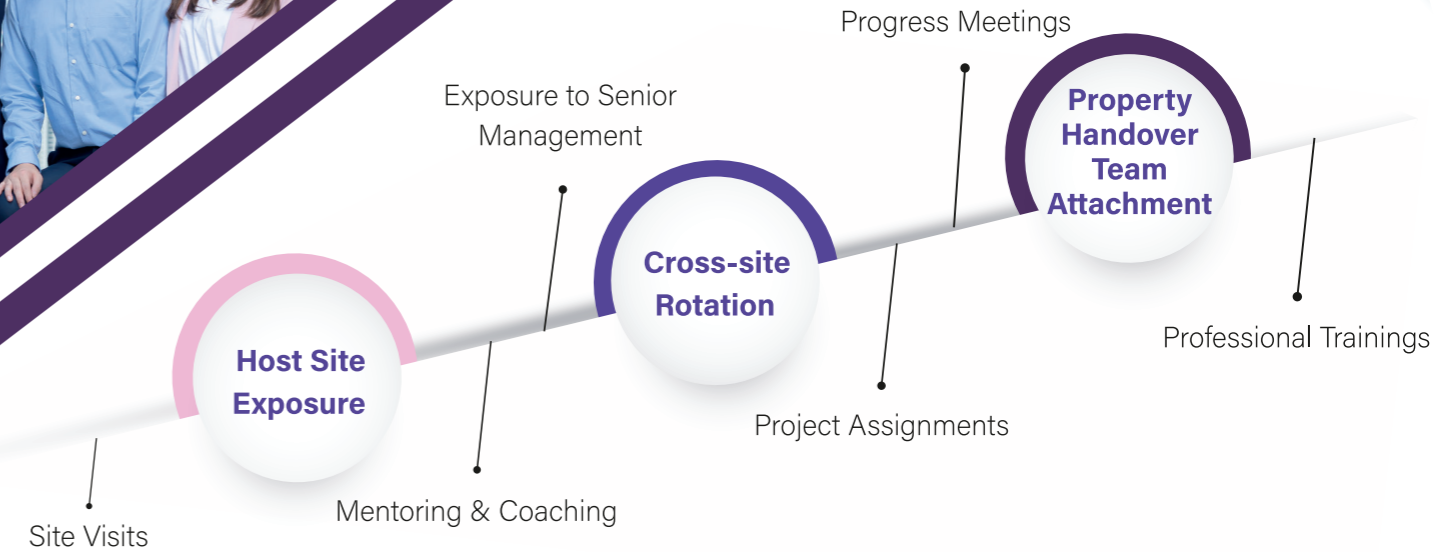 Progress Meetings
Exposure to Senior
Management
Property
Handover
Team
Attachment
Cross-site
Rotation
Professional Trainings
Host Site
Exposure
Project Assignments
Mentoring & Coaching
Site Visits